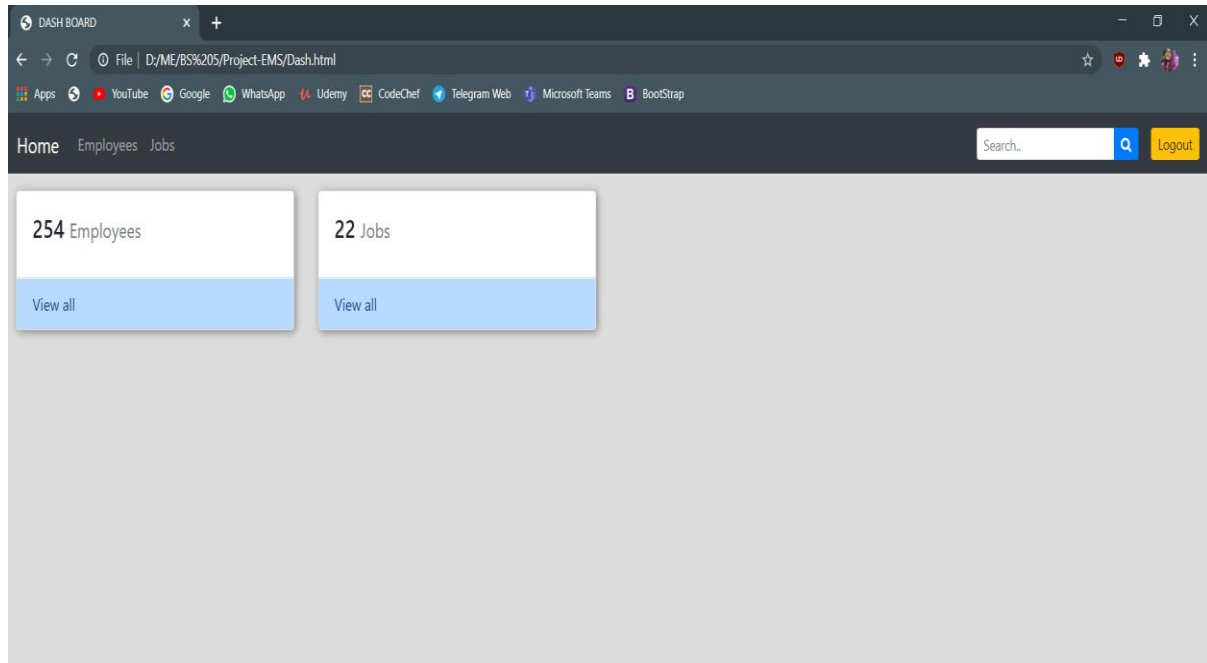 DASH BOARD
File | D:/ME/BS%205/Project-EMS/Dash.html
Apps YouTube Google WhatsApp Udemy CC CodeChef Telegram Web Microsoft Teams B BootStrap
Home Employees Jobs Search.. Logout
254 Employees 22 Jobs
View all View all